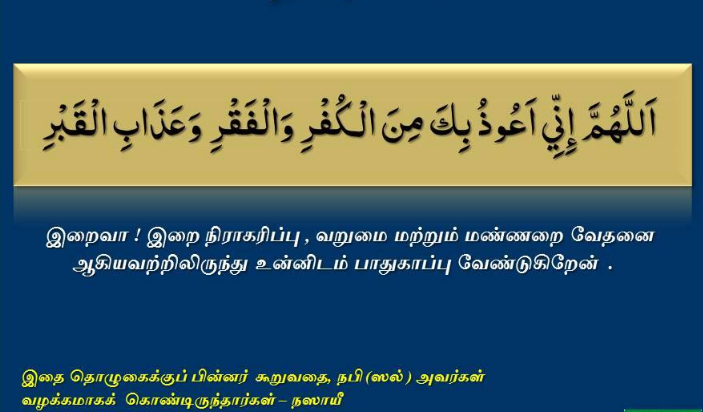 اَللَّهُمَّ إِنِّي اَعُوذُ بِكَ مِنَ الْكُفْرِ وَالْفَقْرِ وَعَذَابِ الْقَبْرِ
இறைவா ! இறை நிராகரிப்பு , வறுமை மற்றும் மண்ணறை வேதனை
ஆகியவற்றிலிருந்து உன்னிடம் பாதுகாப்பு வேண்டுகிறேன் .
இதை தொழுகைக்குப் பின்னர் கூறுவதை, நபி (ஸல் ) அவர்கள்
வழக்கமாகக் கொண்டிருந்தார்கள் – நஸாயீ